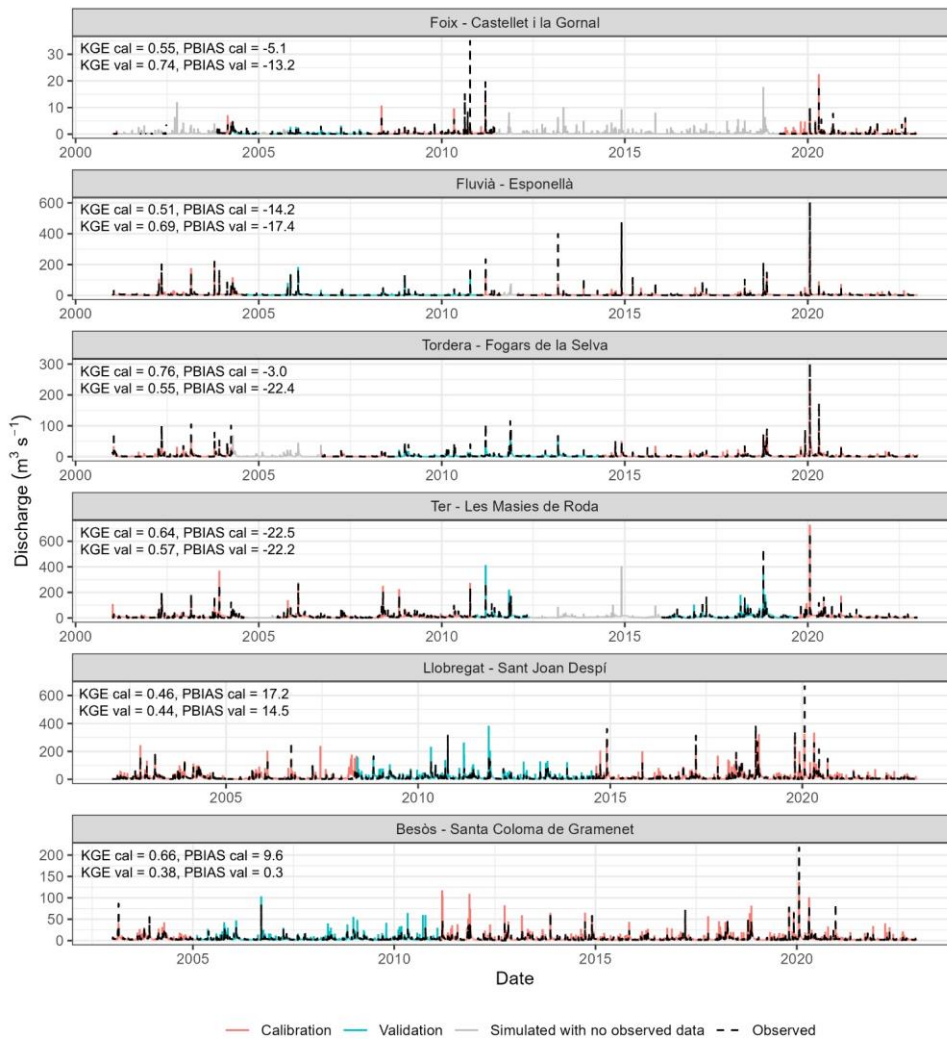 Foix - Castellet i la Gornal
KGE cal = 0.55, PBIAS cal = -5.1
KGE val = 0.74, PBIAS val = -13.2
30
20
10
0
2000 2005 2010 2015 2020
Fluvià - Esponellà
KGE cal = 0.51, PBIAS cal = -14.2
KGE val = 0.69, PBIAS val = -17.4
600
400
200
0
2000 2005 2010 2015 2020
Tordera - Fogars de la Selva
KGE cal = 0.76, PBIAS cal = -3.0
KGE val = 0.55, PBIAS val = -22.4
300
200
100
0
2000 2005 2010 2015 2020
Discharge (m³ s⁻¹)
Ter - Les Masies de Roda
KGE cal = 0.64, PBIAS cal = -22.5
KGE val = 0.57, PBIAS val = -22.2
600
400
200
0
2000 2005 2010 2015 2020
Llobregat - Sant Joan Despí
KGE cal = 0.46, PBIAS cal = 17.2
KGE val = 0.44, PBIAS val = 14.5
600
400
200
0
2005 2010 2015 2020
Besòs - Santa Coloma de Gramenet
KGE cal = 0.66, PBIAS cal = 9.6
KGE val = 0.38, PBIAS val = 0.3
200
150
100
50
0
2005 2010 2015 2020
Date
Calibration Validation Simulated with no observed data Observed